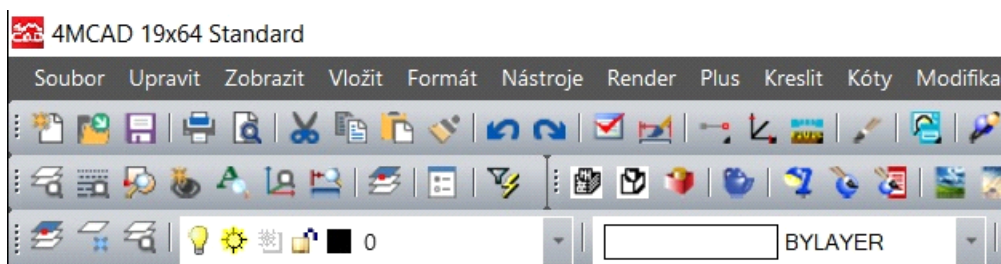 4MCAD 19x64 Standard
Soubor Upravit Zobrazit Vložit Formát Nástroje Render Plus Kreslit Kóty Modifika
0 BYLAYER